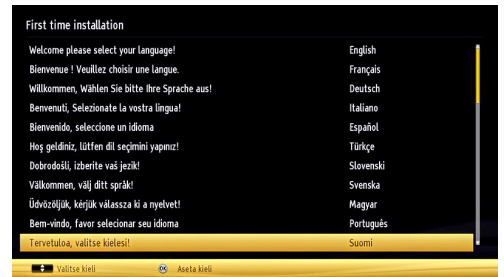 First time installation
Welcome please select your language! English
Bienvenue ! Veuillez choisir une langue. Français
Willkommen, Wählen Sie bitte Ihre Sprache aus! Deutsch
Benvenuti, Selezionate la vostra lingua! Italiano
Bienvenido, seleccione un idioma Español
Hoş geldiniz, lütfen dil seçimini yapınız! Türkçe
Dobrodošli, izberite vaš jezik! Slovenski
Välkommen, välj ditt språk! Svenska
Üdvözöljük, kérjük válassza ki a nyelvet! Magyar
Bem-vindo, favor selecionar seu idioma Português
Tervetuloa, valitse kielesi! Suomi
Valitse kieli OK Aseta kieli